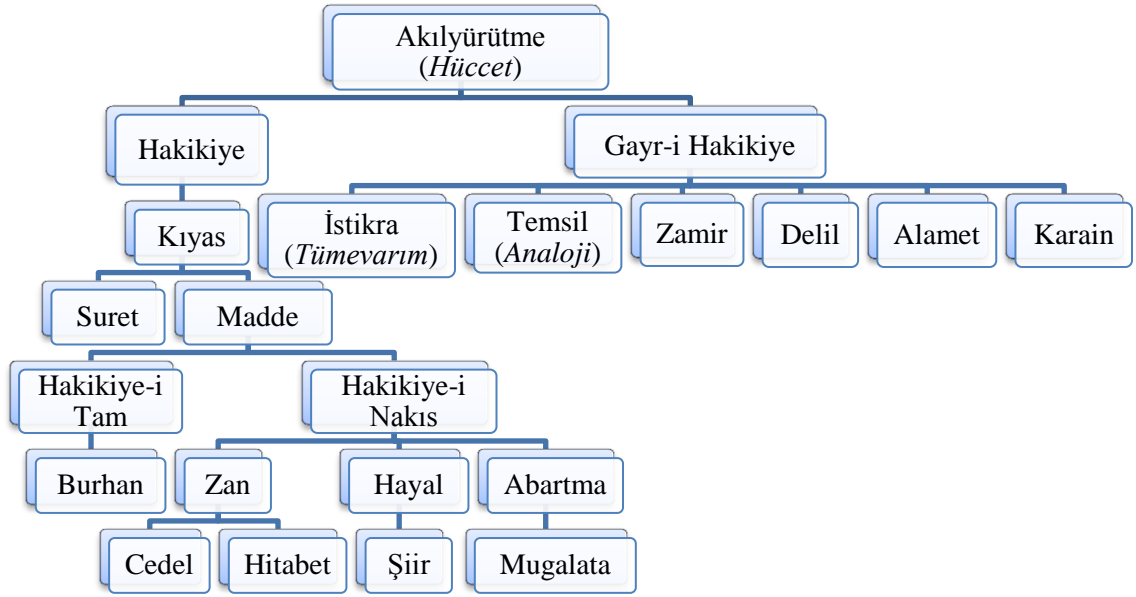 Akılyürütme
(Hüccet)
Hakikiye
Gayr-i Hakikiye
Kıyas
İstikra
(Tümevarım)
Temsil
(Analoji)
Zamir
Delil
Alamet
Karain
Suret
Madde
Hakikiye-i
Tam
Hakikiye-i
Nakıs
Burhan
Zan
Hayal
Abartma
Cedel
Hitabet
Şiir
Mugalata